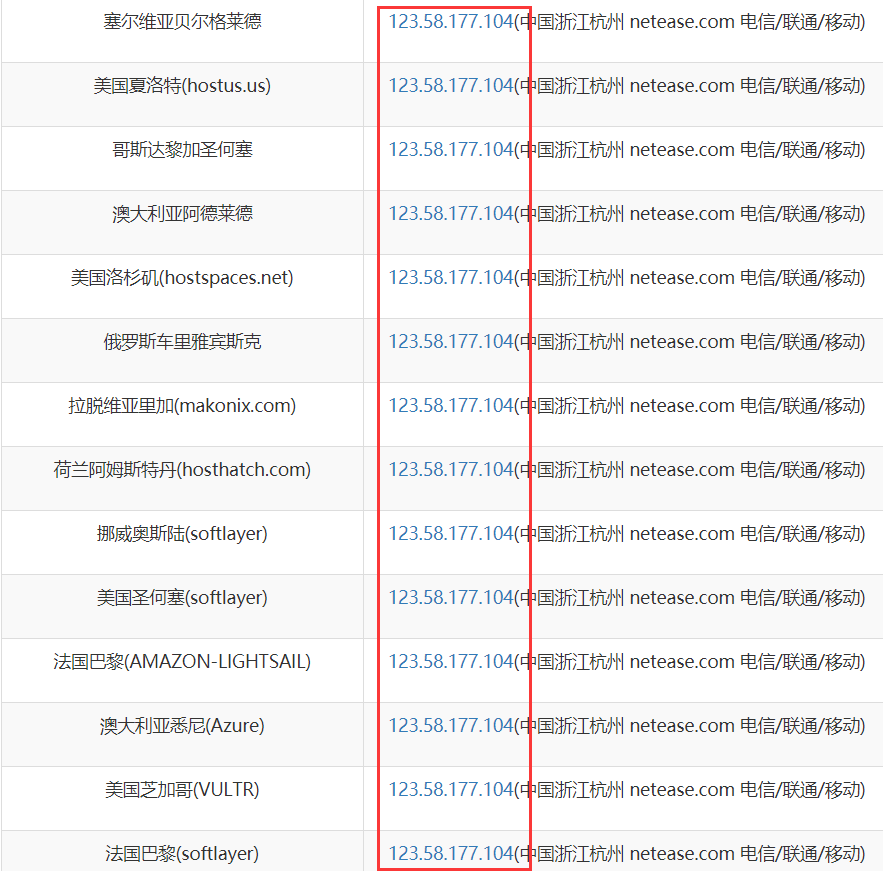 塞尔维亚贝尔格莱德 123.58.177.104(中国浙江杭州 netease.com 电信/联通/移动)
美国夏洛特(hostus.us) 123.58.177.104(中国浙江杭州 netease.com 电信/联通/移动)
哥斯达黎加圣何塞 123.58.177.104(中国浙江杭州 netease.com 电信/联通/移动)
澳大利亚阿德莱德 123.58.177.104(中国浙江杭州 netease.com 电信/联通/移动)
美国洛杉矶(hostspaces.net) 123.58.177.104(中国浙江杭州 netease.com 电信/联通/移动)
俄罗斯车里雅宾斯克 123.58.177.104(中国浙江杭州 netease.com 电信/联通/移动)
拉脱维亚里加(makonix.com) 123.58.177.104(中国浙江杭州 netease.com 电信/联通/移动)
荷兰阿姆斯特丹(hosthatch.com) 123.58.177.104(中国浙江杭州 netease.com 电信/联通/移动)
挪威奥斯陆(softlayer) 123.58.177.104(中国浙江杭州 netease.com 电信/联通/移动)
美国圣何塞(softlayer) 123.58.177.104(中国浙江杭州 netease.com 电信/联通/移动)
法国巴黎(AMAZON-LIGHTSAIL) 123.58.177.104(中国浙江杭州 netease.com 电信/联通/移动)
澳大利亚悉尼(Azure) 123.58.177.104(中国浙江杭州 netease.com 电信/联通/移动)
美国芝加哥(VULTR) 123.58.177.104(中国浙江杭州 netease.com 电信/联通/移动)
法国巴黎(softlayer) 123.58.177.104(中国浙江杭州 netease.com 电信/联通/移动)